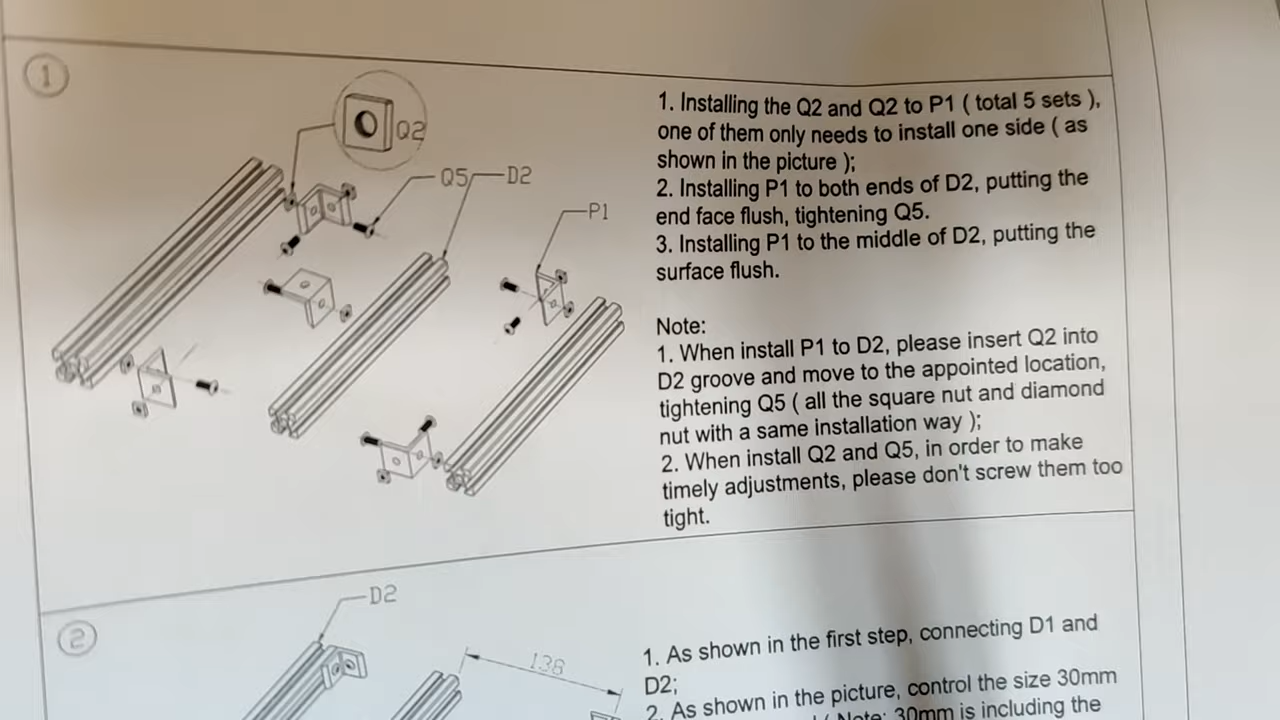 1
Q2
Q5
D2
P1
1. Installing the Q2 and Q2 to P1 ( total 5 sets ),
one of them only needs to install one side ( as
shown in the picture );
2. Installing P1 to both ends of D2, putting the
end face flush, tightening Q5.
3. Installing P1 to the middle of D2, putting the
surface flush.
Note:
1. When install P1 to D2, please insert Q2 into
D2 groove and move to the appointed location,
tightening Q5 ( all the square nut and diamond
nut with a same installation way );
2. When install Q2 and Q5, in order to make
timely adjustments, please don't screw them too
tight.
2
D2
138
1. As shown in the first step, connecting D1 and
D2;
2. As shown in the picture, control the size 30mm
( Note: 30mm is including the